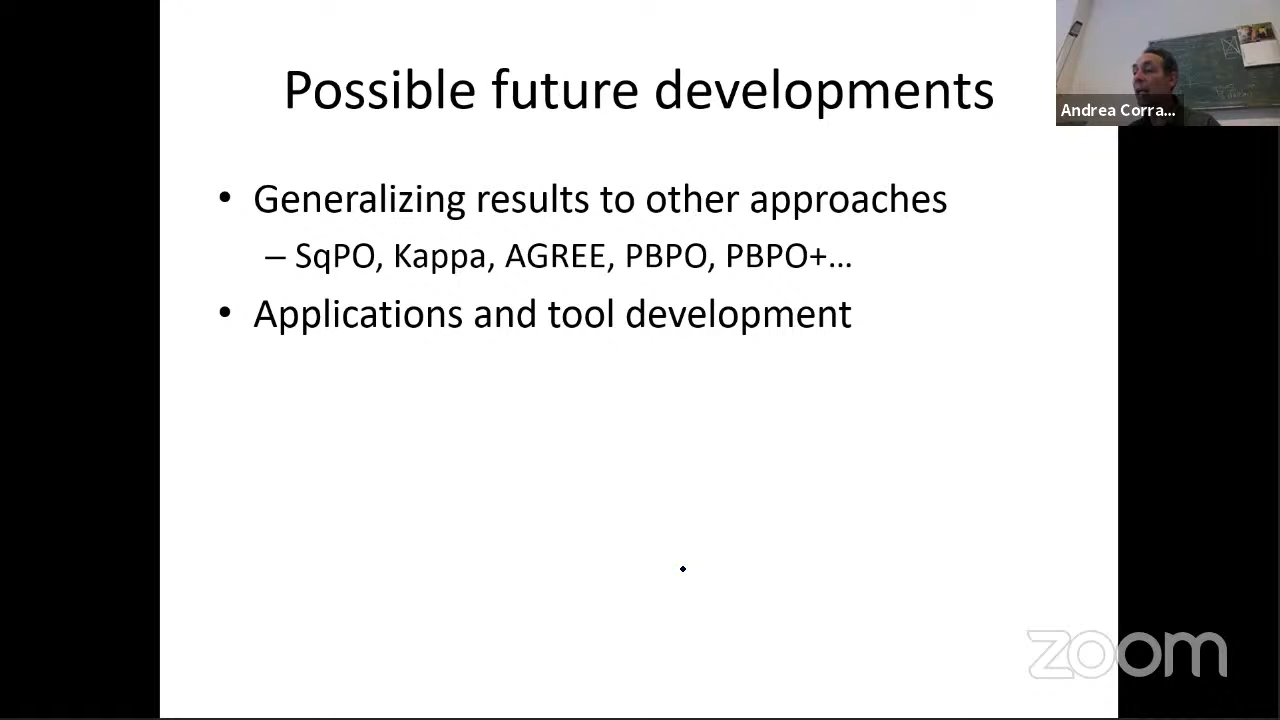 Possible future developments
Andrea Corra...
• Generalizing results to other approaches
– SqPO, Kappa, AGREE, PBPO, PBPO+...
• Applications and tool development
zoom